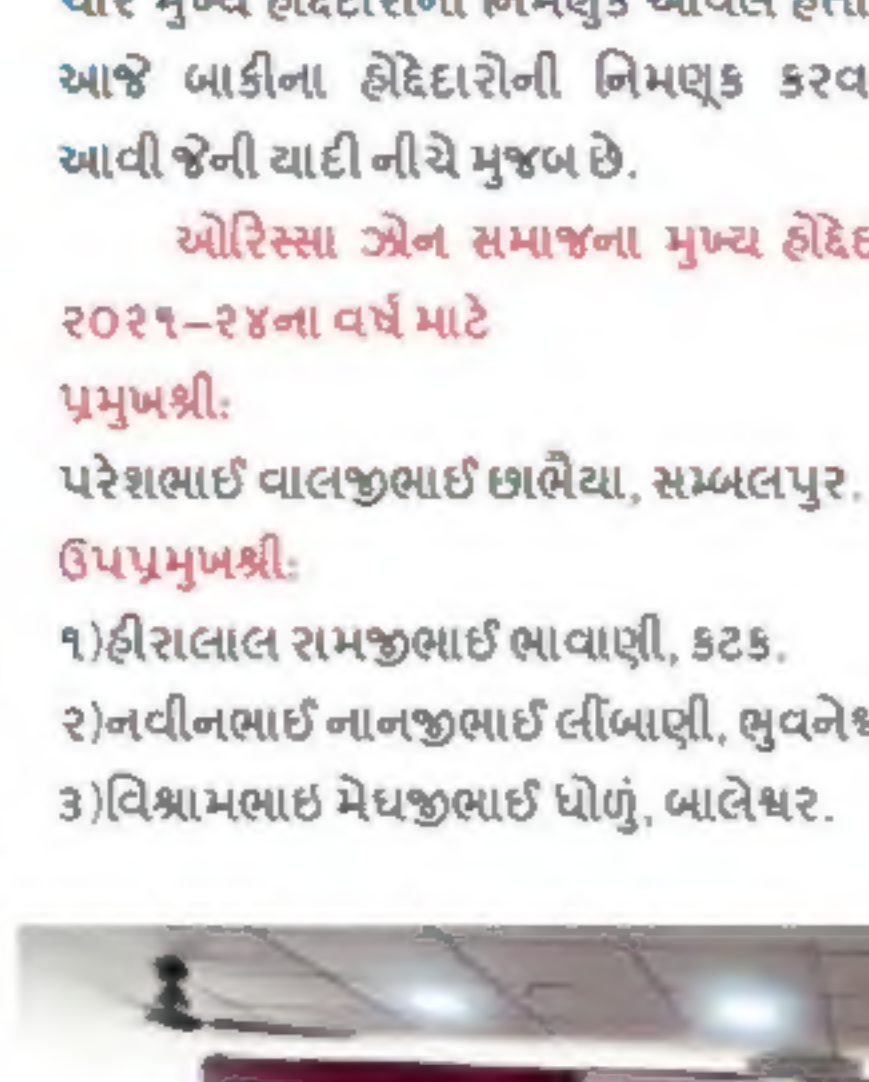 ચાર મુખ્ય હોદેદારોની નિમણુક
આજે બાકીના હોદેદારોની નિમણૂક કરવ
આવી જેની યાદી નીચે મુજબ છે.
ઓરિસ્સા ઝોન સમાજના મુખ્ય
૨૦૨૧–૨૪ના વર્ષ માટે
પ્રમુખશ્રી:
પરેશભાઈ વાલજીભાઈ છાભૈયા, સમ્બલપુર.
ઉપપ્રમુખશ્રી:
૧)હીરાલાલ રામજીભાઈ ભાવાણી, કટક.
૨)નવીનભાઈ નાનજીભાઈ લીંબાણી,
૩)વિશ્રામભાઇ મેઘજીભાઈ ધોળું, બાલેશ્વર.